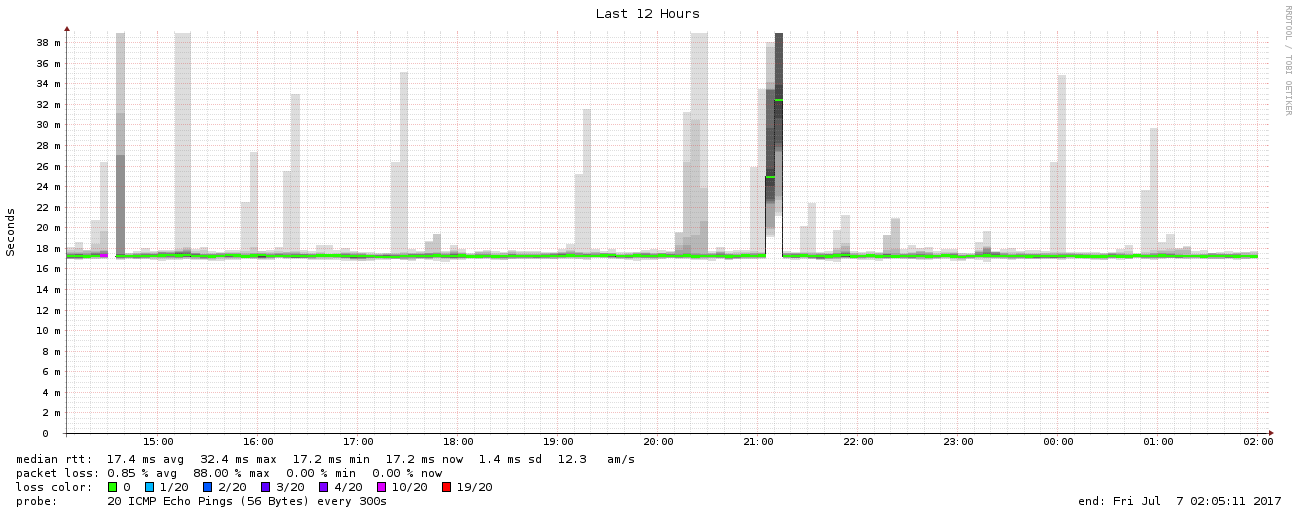 Last 12 Hours
RRDTOOL / TOBI OETIKER
Seconds
38 m
36 m
34 m
32 m
30 m
28 m
26 m
24 m
22 m
20 m
18 m
16 m
14 m
12 m
10 m
8 m
6 m
4 m
2 m
0
15:00 16:00 17:00 18:00 19:00 20:00 21:00 22:00 23:00 00:00 01:00 02:00
median rtt: 17.4 ms avg 32.4 ms max 17.2 ms min 17.2 ms now 1.4 ms sd 12.3 am/s
packet loss: 0.85 % avg 88.00 % max 0.00 % min 0.00 % now
loss color: 0 1/20 2/20 3/20 4/20 10/20 19/20
probe: 20 ICMP Echo Pings (56 Bytes) every 300s end: Fri Jul 7 02:05:11 2017